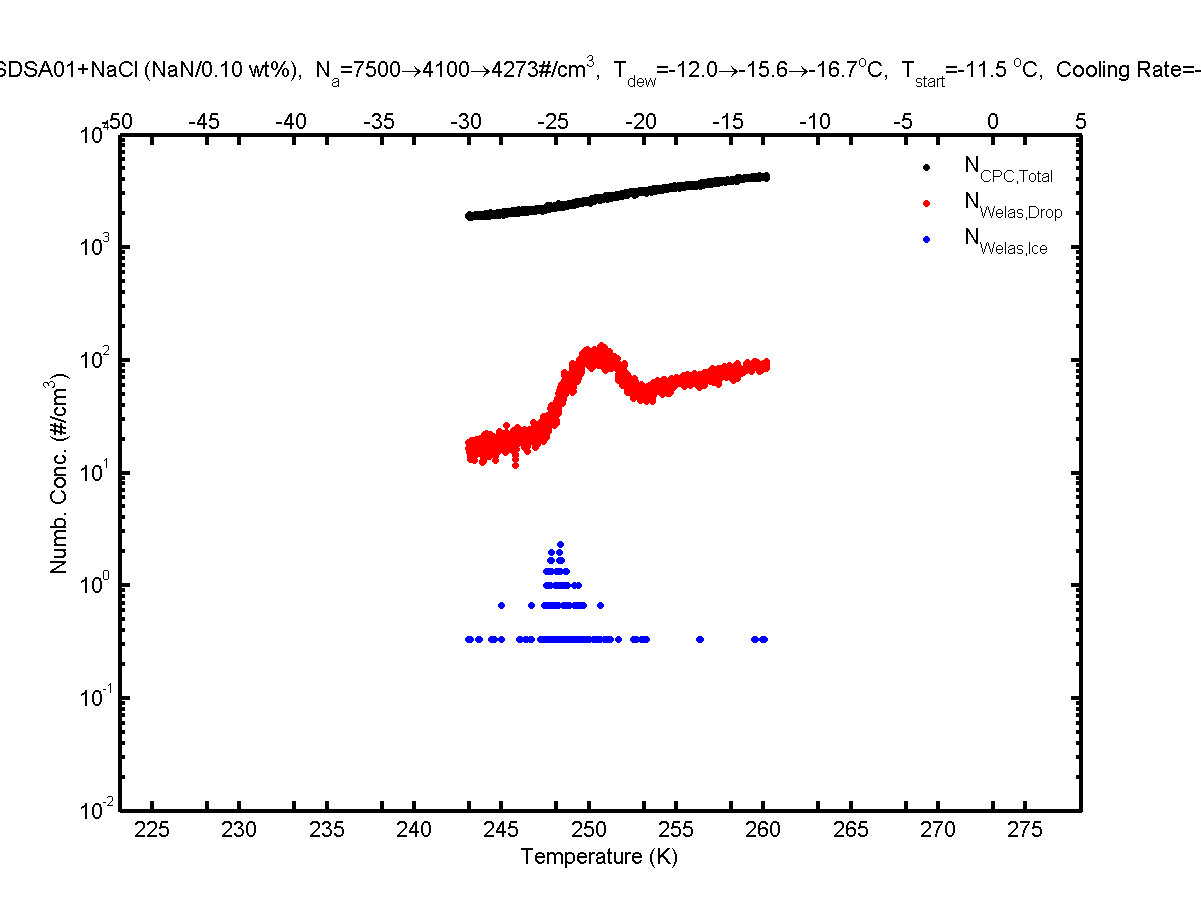 SDSA01+NaCl (NaN/0.10 wt%), Na=7500→4100→4273#/cm3, Tdew=-12.0→-15.6→-16.7oC, Tstart=-11.5 oC, Cooling Rate=-
-50 -45 -40 -35 -30 -25 -20 -15 -10 -5 0 5
104
103
102
101
100
10-1
10-2
Numb. Conc. (#/cm3)
NCPC,Total
NWelas,Drop
NWelas,Ice
225 230 235 240 245 250 255 260 265 270 275
Temperature (K)